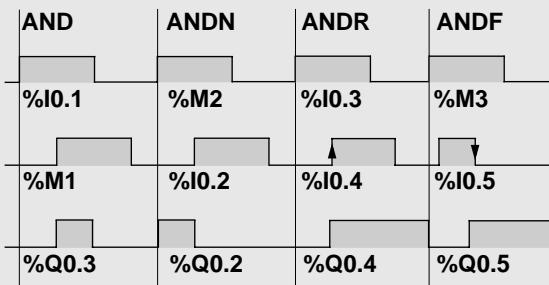 AND ANDN ANDR ANDF
%I0.1 %M2 %I0.3 %M3
%M1 %I0.2 %I0.4 %I0.5
%Q0.3 %Q0.2 %Q0.4 %Q0.5